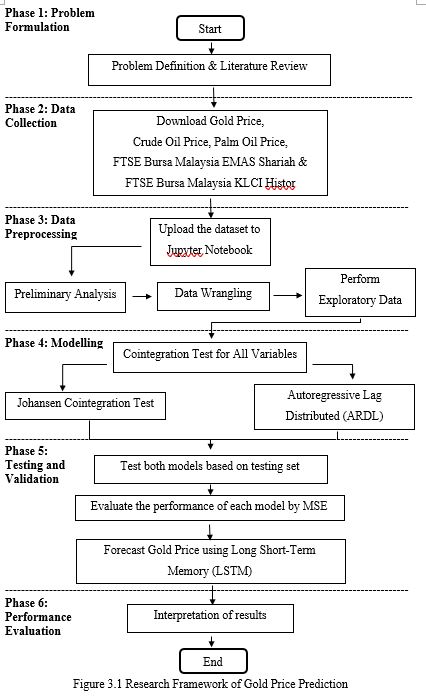 Phase 1: Problem
Formulation
Start
Problem Definition & Literature Review
Phase 2: Data
Collection
Download Gold Price,
Crude Oil Price, Palm Oil Price,
FTSE Bursa Malaysia EMAS Shariah &
FTSE Bursa Malaysia KLCI Histor
Phase 3: Data
Preprocessing
Upload the dataset to
Jupyter Notebook
Preliminary Analysis
Data Wrangling
Perform
Exploratory Data
Phase 4: Modelling
Cointegration Test for All Variables
Johansen Cointegration Test
Autoregressive Lag
Distributed (ARDL)
Phase 5:
Testing and
Validation
Test both models based on testing set
Evaluate the performance of each model by MSE
Forecast Gold Price using Long Short-Term
Memory (LSTM)
Phase 6:
Performance
Evaluation
Interpretation of results
End
Figure 3.1 Research Framework of Gold Price Prediction